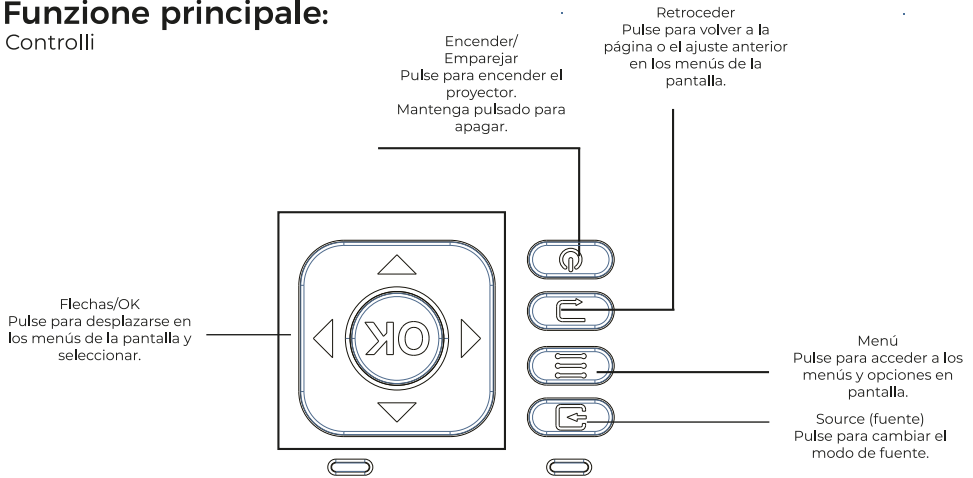 Funzione principale:
Controlli
Encender/
Emparejar
Pulse para encender el
proyector.
Mantenga pulsado para
apagar.
Retroceder
Pulse para volver a la
página o el ajuste anterior
en los menús de la
pantalla.
Flechas/OK
Pulse para desplazarse en
los menús de la pantalla y
seleccionar.
OK
Menú
Pulse para acceder a los
menús y opciones en
pantalla.
Source (fuente)
Pulse para cambiar el
modo de fuente.